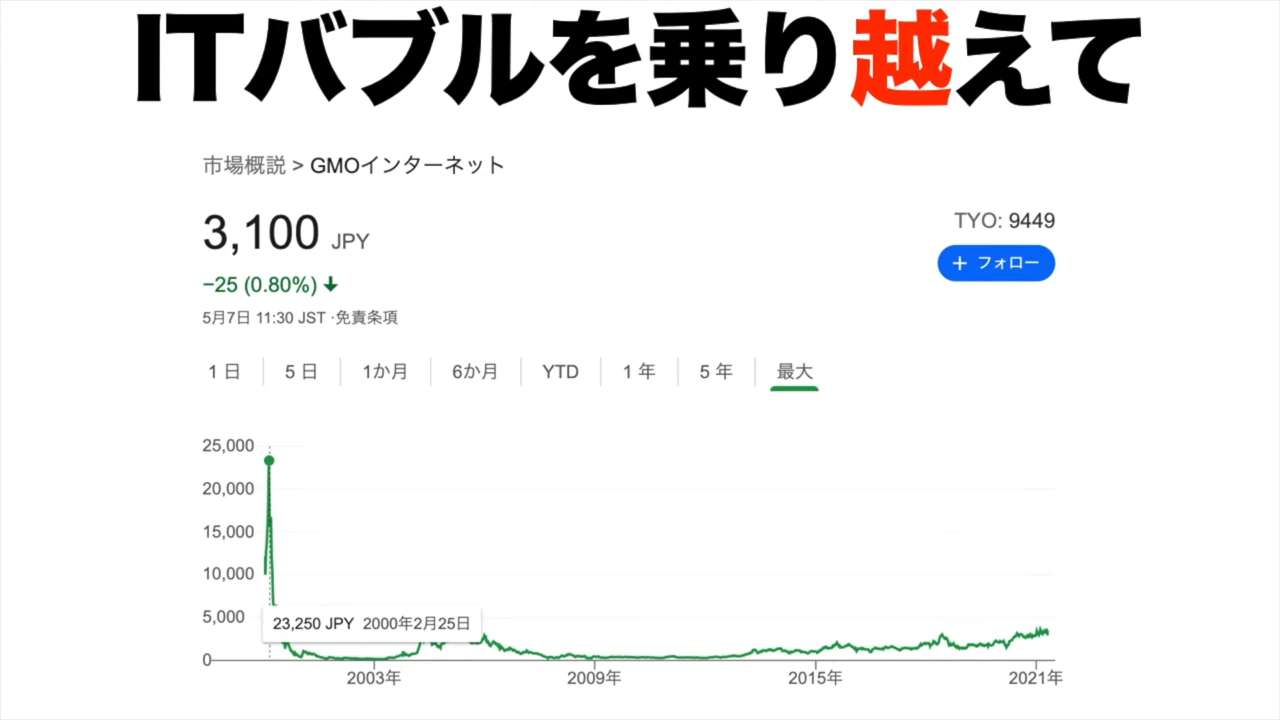 ITバブルを乗り越えて
市場概説 > GMOインターネット
3,100 JPY
TYO: 9449
+ フォロー
−25 (0.80%)
5月7日 11:30 JST ·免責条項
1 日 5 日 1か月 6か月 YTD 1 年 5 年 最大
25,000
20,000
15,000
10,000
5,000
0
23,250 JPY 2000年2月25日
2003年 2009年 2015年 2021年